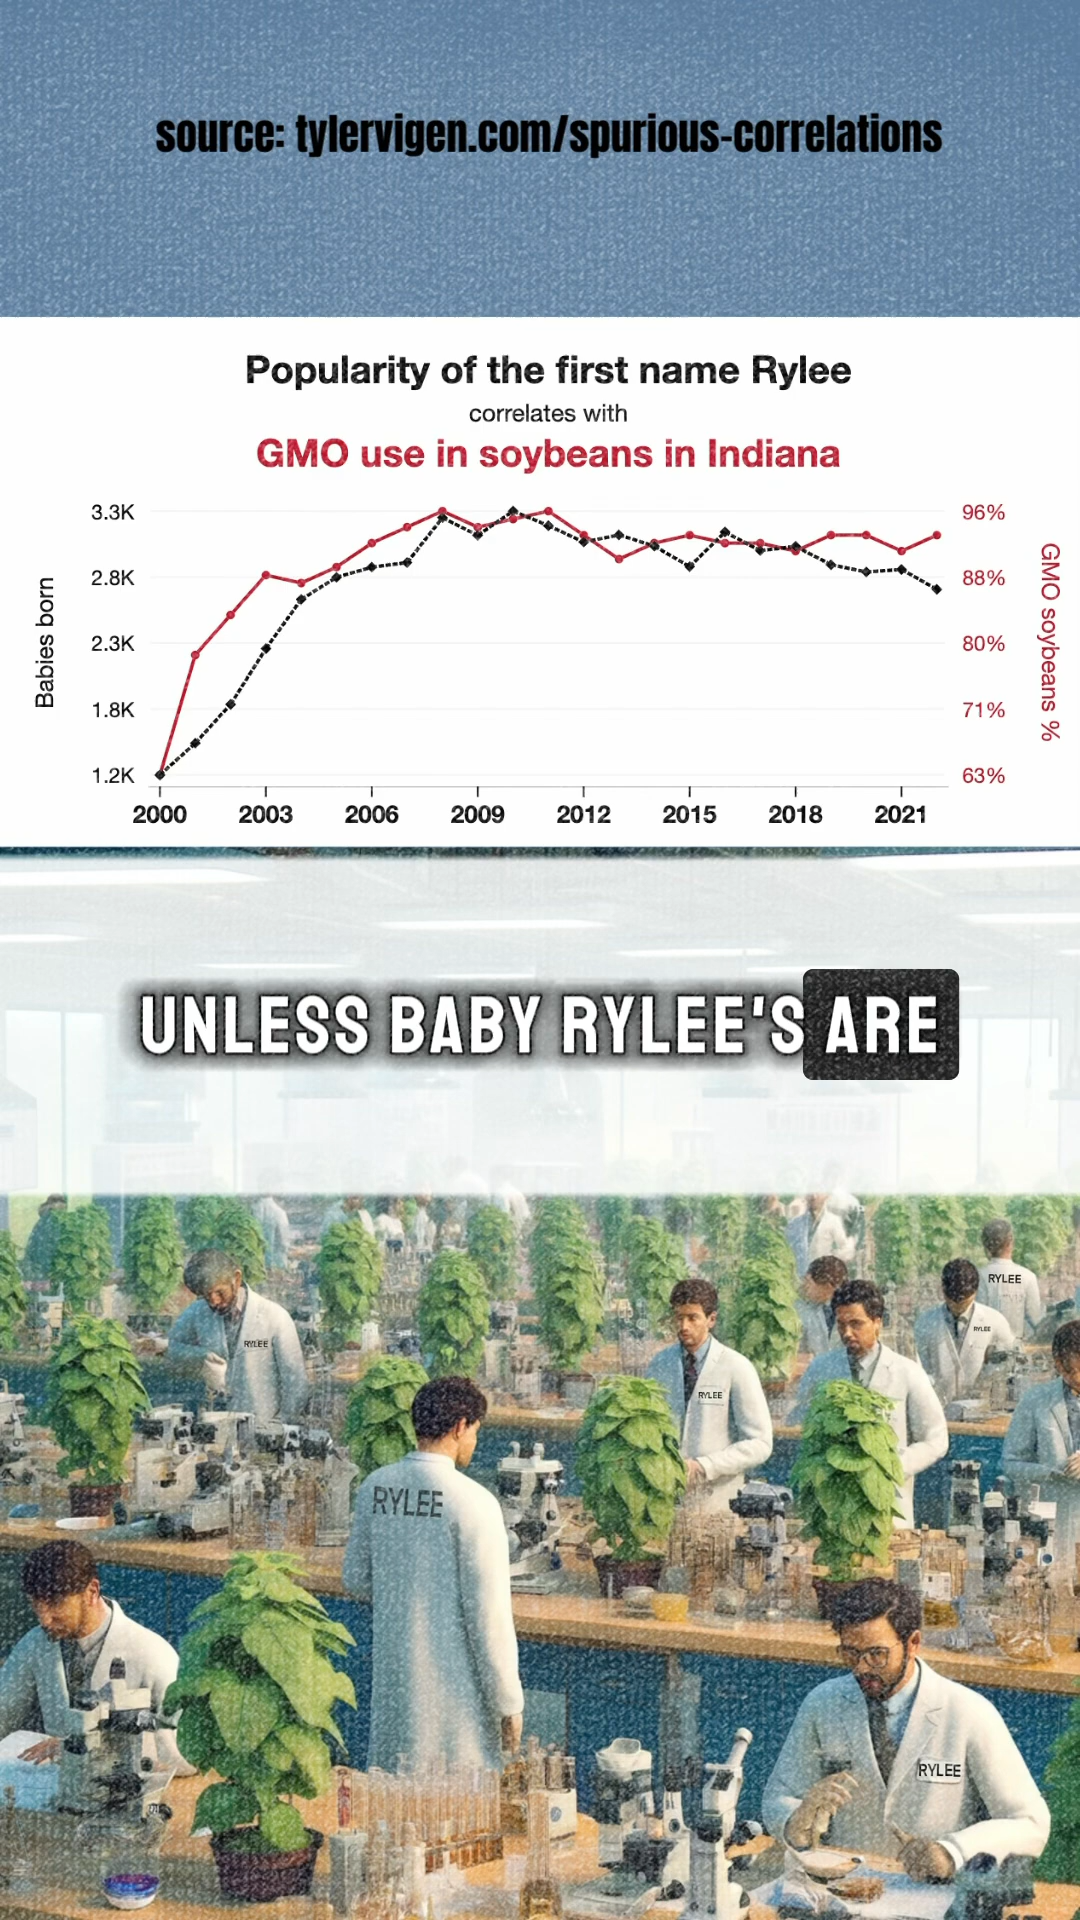 source: tylervigen.com/spurious-correlations
Popularity of the first name Rylee
correlates with
GMO use in soybeans in Indiana
3.3K
2.8K
2.3K
1.8K
1.2K
Babies born
96%
88%
80%
71%
63%
GMO soybeans %
2000 2003 2006 2009 2012 2015 2018 2021
UNLESS BABY RYLEE'S ARE
RYLEE
RYLEE
RYLEE
RYLEE
RYLEE
RYLEE